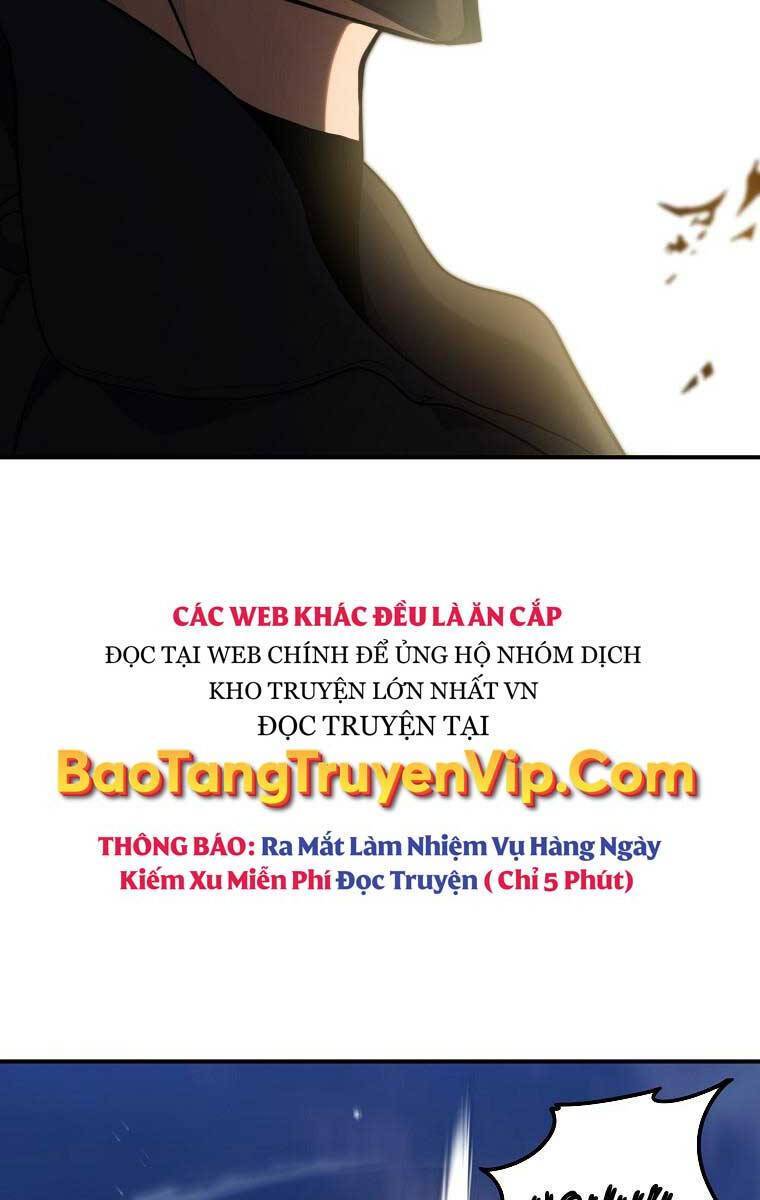 CÁC WEB KHÁC ĐỀU LÀ ĂN CẮP
ĐỌC TẠI WEB CHÍNH ĐỂ ỦNG HỘ NHÓM DỊCH
KHO TRUYỆN LỚN NHẤT VN
ĐỌC TRUYỆN TẠI
BaoTangTruyenVip.Com
THÔNG BÁO: Ra Mắt Làm Nhiệm Vụ Hàng Ngày
Kiếm Xu Miễn Phí Đọc Truyện ( Chỉ 5 Phút)